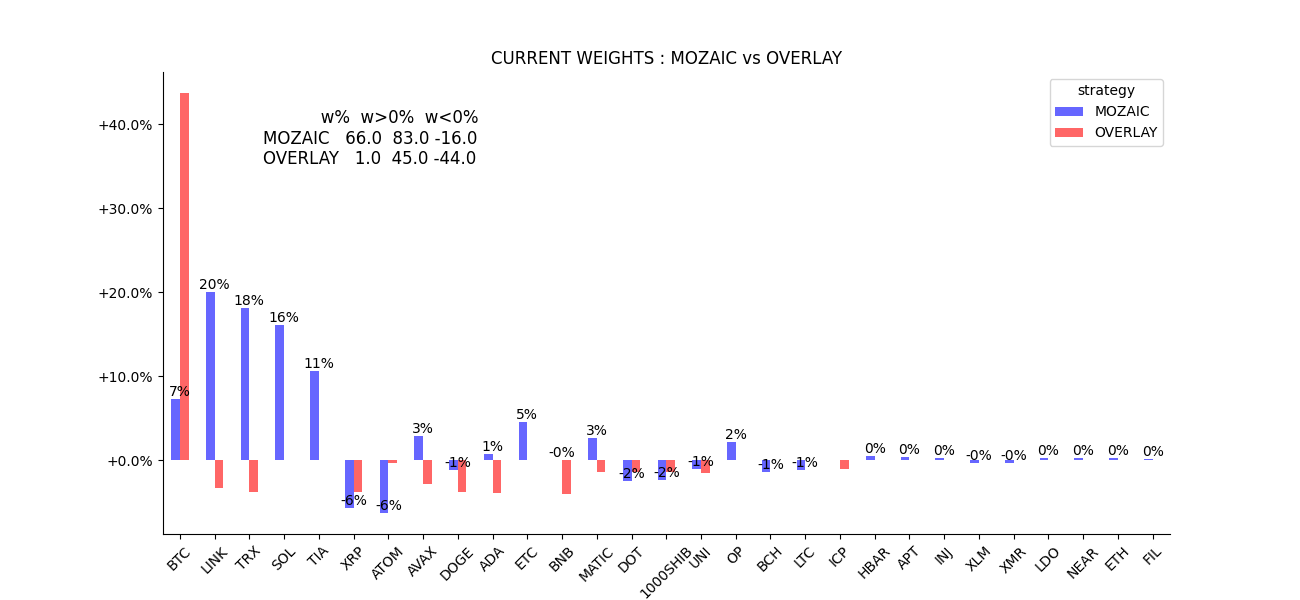 CURRENT WEIGHTS : MOZAIC vs OVERLAY
strategy
MOZAIC
OVERLAY
w% w>0% w<0%
MOZAIC 66.0 83.0 -16.0
OVERLAY 1.0 45.0 -44.0
+40.0%
+30.0%
+20.0%
+10.0%
+0.0%
7% 20% 18% 16% 11% -6% -6% 3% -1% 1% 5% -0% 3% -2% -2% -1% 2% -1% -1% 0% 0% 0% -0% -0% 0% 0% 0% 0%
BTC LINK TRX SOL TIA XRP ATOM AVAX DOGE ADA ETC BNB MATIC DOT 1000SHIB UNI OP BCH LTC ICP HBAR APT INJ XLM XMR LDO NEAR ETH FIL